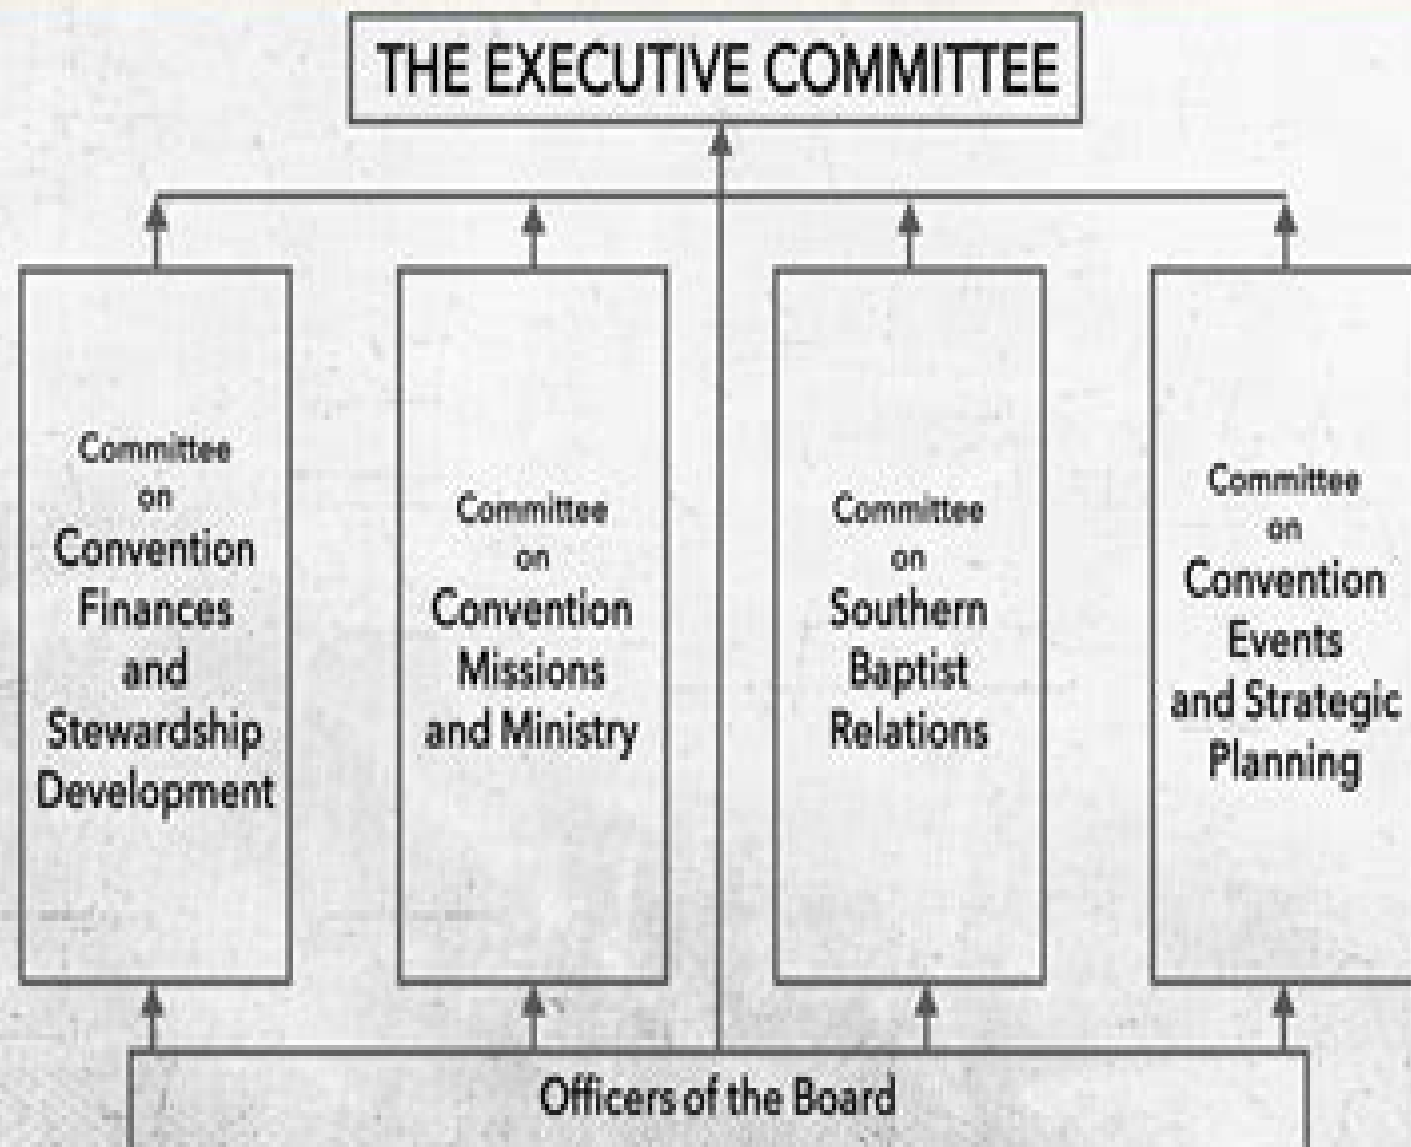 THE EXECUTIVE COMMITTEE
Committee
on
Convention
Finances
and
Stewardship
Development
Committee
on
Convention
Missions
and Ministry
Committee
on
Southern
Baptist
Relations
Committee
on
Convention
Events
and Strategic
Planning
Officers of the Board